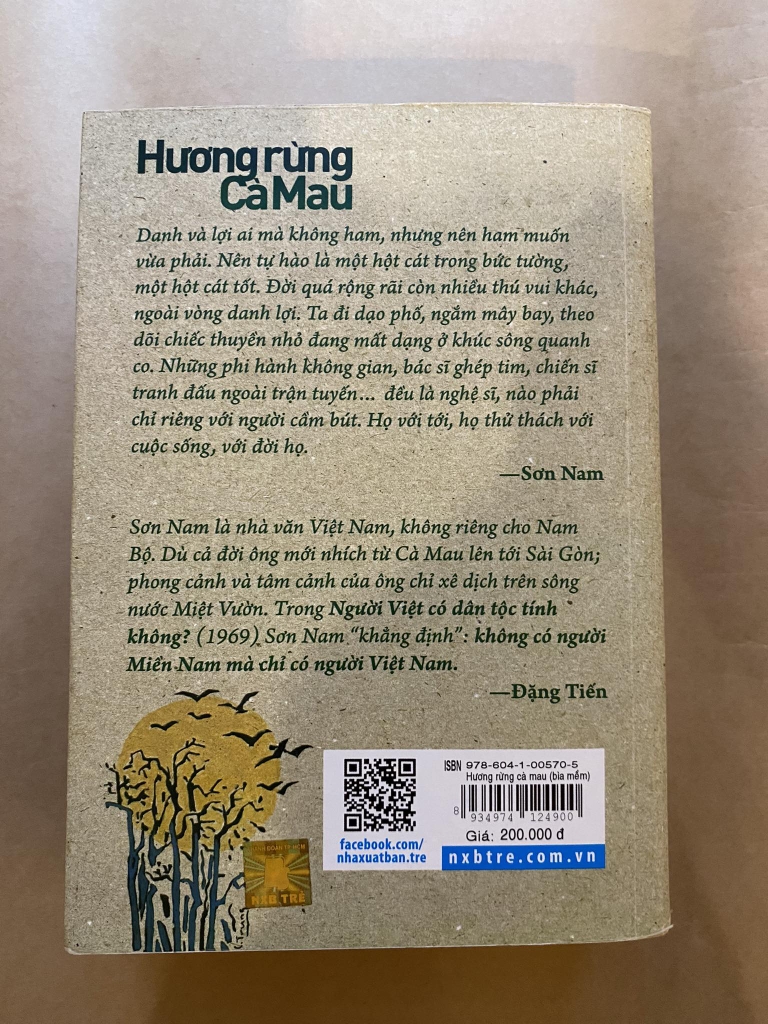 Hương rừng
Cà Mau
Danh và lợi ai mà không ham, nhưng nên ham muốn
vừa phải. Nên tự hào là một hột cát trong bức tường,
một hột cát tốt. Đời quá rộng rãi còn nhiều thú vui khác,
ngoài vòng danh lợi. Ta đi dạo phố, ngắm mây bay, theo
dõi chiếc thuyền nhỏ đang mất dạng ở khúc sông quanh
co. Những phi hành không gian, bác sĩ ghép tim, chiến sĩ
tranh đấu ngoài trận tuyến... đều là nghệ sĩ, nào phải
chỉ riêng với người cầm bút. Họ với tới, họ thử thách với
cuộc sống, với đời họ.
—Sơn Nam
Sơn Nam là nhà văn Việt Nam, không riêng cho Nam
Bộ. Dù cả đời ông mới nhích từ Cà Mau lên tới Sài Gòn;
phong cảnh và tâm cảnh của ông chỉ xê dịch trên sông
nước Miệt Vườn. Trong Người Việt có dân tộc tính
không? (1969) Sơn Nam “khẳng định”: không có người
Miền Nam mà chỉ có người Việt Nam.
—Đặng Tiến
ISBN 978-604-1-00570-5
Hương rừng cà mau (bìa mềm)
8 934974 124900
Giá: 200.000 đ
facebook.com/
nhaxuatban.tre
nxbtre.com.vn
THÀNH ĐOÀN TP.HCM
NXB TRẺ